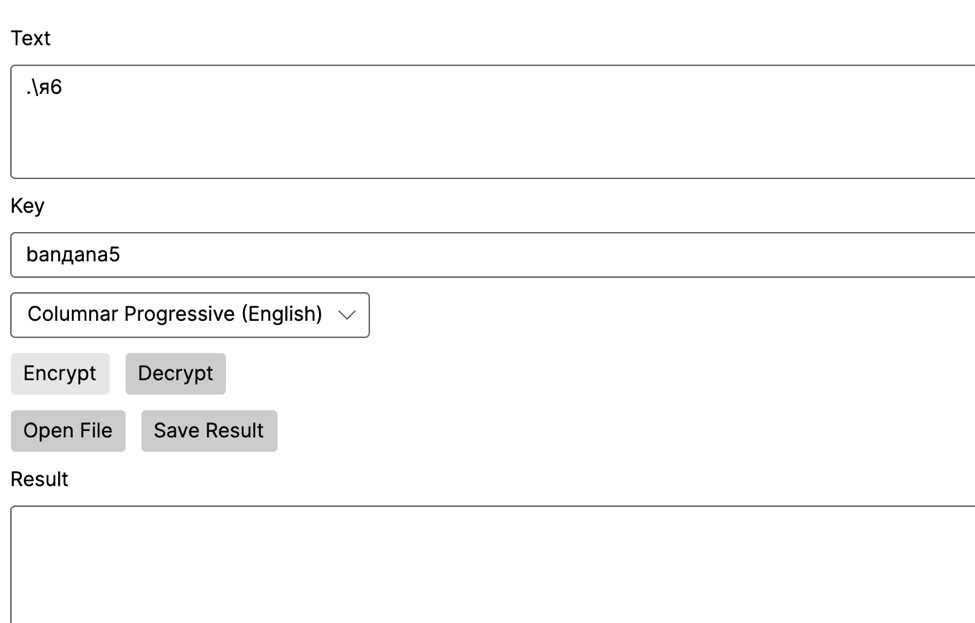 Text
.\я6
Key
banдana5
Columnar Progressive (English)
Encrypt Decrypt
Open File Save Result
Result